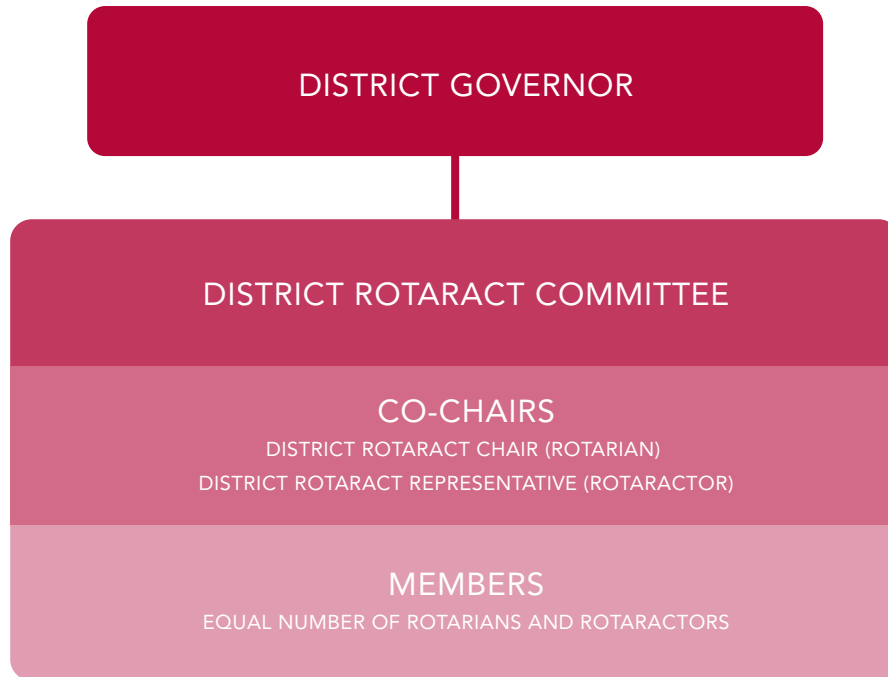 DISTRICT GOVERNOR
DISTRICT ROTARACT COMMITTEE
CO-CHAIRS
DISTRICT ROTARACT CHAIR (ROTARIAN)
DISTRICT ROTARACT REPRESENTATIVE (ROTARACTOR)
MEMBERS
EQUAL NUMBER OF ROTARIANS AND ROTARACTORS